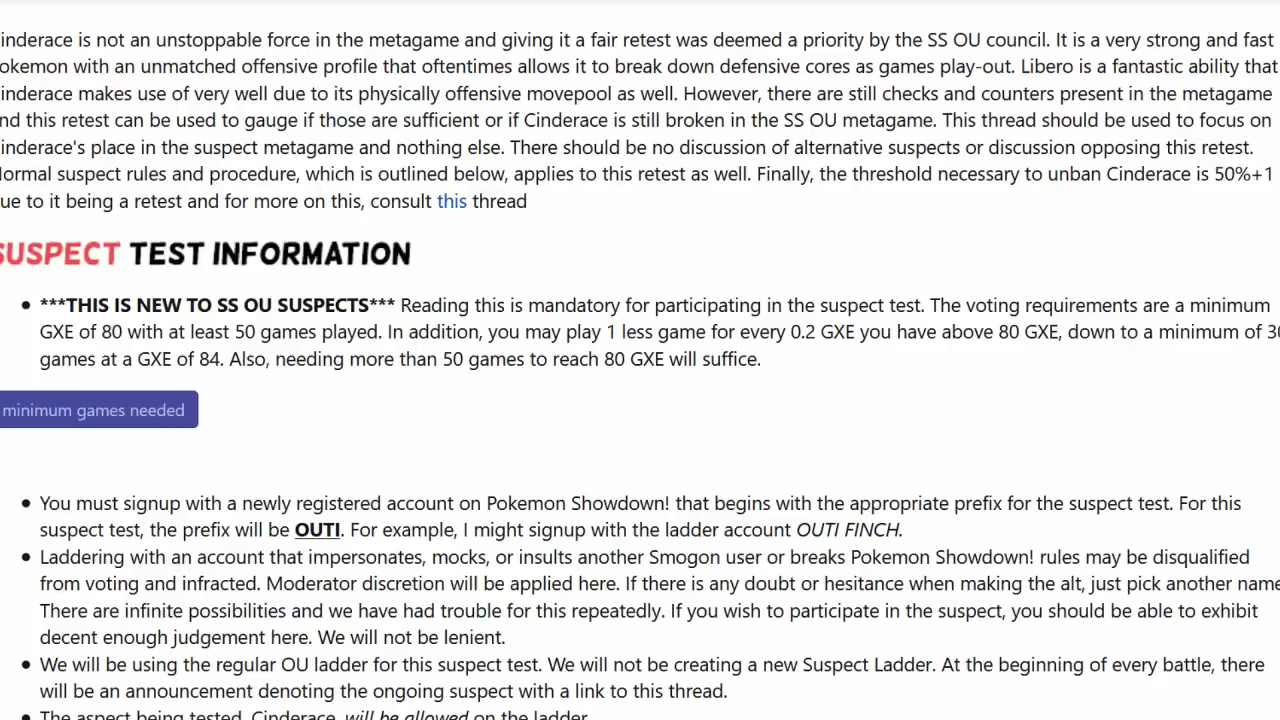 inderace is not an unstoppable force in the metagame and giving it a fair retest was deemed a priority by the SS OU council. It is a very strong and fast
okemon with an unmatched offensive profile that oftentimes allows it to break down defensive cores as games play-out. Libero is a fantastic ability that
inderace makes use of very well due to its physically offensive movepool as well. However, there are still checks and counters present in the metagame
nd this retest can be used to gauge if those are sufficient or if Cinderace is still broken in the SS OU metagame. This thread should be used to focus on
inderace's place in the suspect metagame and nothing else. There should be no discussion of alternative suspects or discussion opposing this retest.
ormal suspect rules and procedure, which is outlined below, applies to this retest as well. Finally, the threshold necessary to unban Cinderace is 50%+1
ue to it being a retest and for more on this, consult this thread
SUSPECT TEST INFORMATION
• ***THIS IS NEW TO SS OU SUSPECTS*** Reading this is mandatory for participating in the suspect test. The voting requirements are a minimum
GXE of 80 with at least 50 games played. In addition, you may play 1 less game for every 0.2 GXE you have above 80 GXE, down to a minimum of 30
games at a GXE of 84. Also, needing more than 50 games to reach 80 GXE will suffice.
minimum games needed
• You must signup with a newly registered account on Pokemon Showdown! that begins with the appropriate prefix for the suspect test. For this
suspect test, the prefix will be OUTI. For example, I might signup with the ladder account OUTI FINCH.
• Laddering with an account that impersonates, mocks, or insults another Smogon user or breaks Pokemon Showdown! rules may be disqualified
from voting and infracted. Moderator discretion will be applied here. If there is any doubt or hesitance when making the alt, just pick another name
There are infinite possibilities and we have had trouble for this repeatedly. If you wish to participate in the suspect, you should be able to exhibit
decent enough judgement here. We will not be lenient.
• We will be using the regular OU ladder for this suspect test. We will not be creating a new Suspect Ladder. At the beginning of every battle, there
will be an announcement denoting the ongoing suspect with a link to this thread.
• The aspect being tested, Cinderace, will be allowed on the ladder